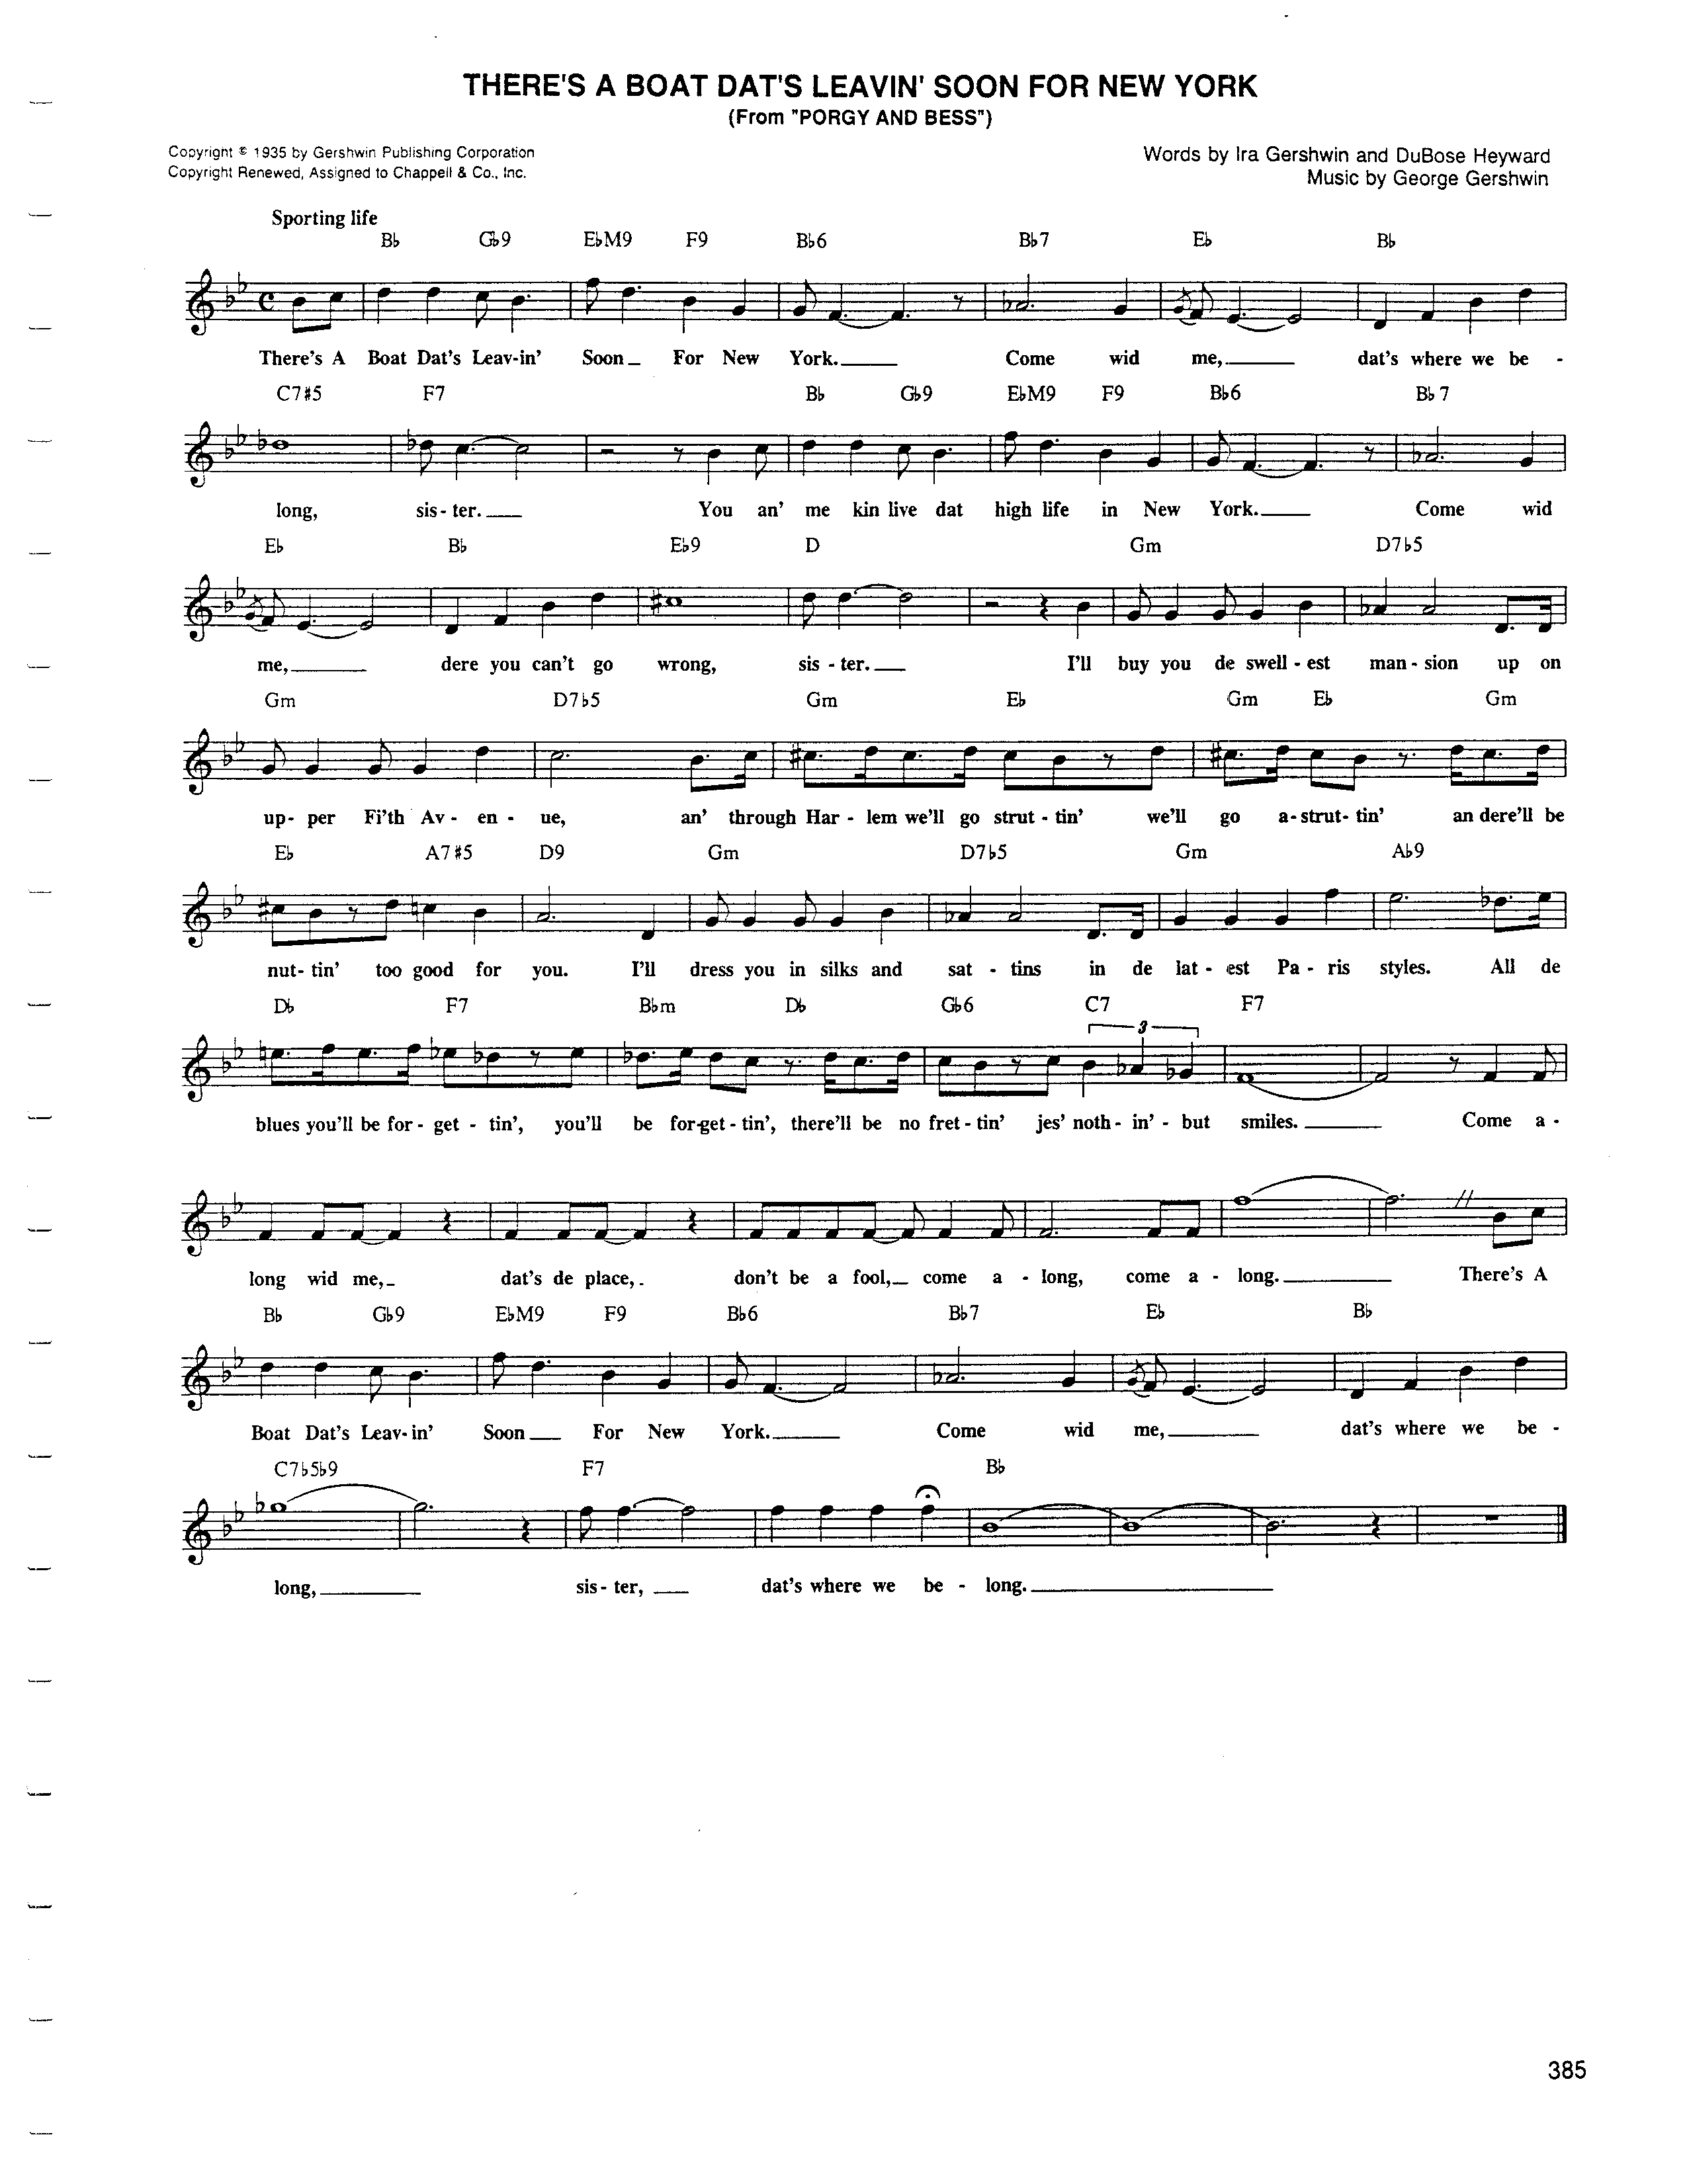 THERE'S A BOAT DAT'S LEAVIN' SOON FOR NEW YORK
(From "PORGY AND BESS")
Copyright © 1935 by Gershwin Publishing Corporation
Copyright Renewed, Assigned to Chappell & Co., Inc.
Words by Ira Gershwin and DuBose Heyward
Music by George Gershwin
Sporting life
B♭ G♭9 E♭M9 F9 B♭6 B♭7 E♭ B♭
There's A Boat Dat's Leav-in' Soon For New York. Come wid me, dat's where we be -
C7#5 F7 B♭ G♭9 E♭M9 F9 B♭6 B♭7
long, sis - ter. You an' me kin live dat high life in New York. Come wid
E♭ B♭ E♭9 D Gm D7♭5
me, dere you can't go wrong, sis - ter. I'll buy you de swell - est man - sion up on
Gm D7♭5 Gm E♭ Gm E♭ Gm
up - per Fi'th Av - en - ue, an' through Har - lem we'll go strut - tin' we'll go a - strut - tin' an dere'll be
E♭ A7#5 D9 Gm D7♭5 Gm A♭9
nut - tin' too good for you. I'll dress you in silks and sat - tins in de lat - est Pa - ris styles. All de
D♭ F7 B♭m D♭ G♭6 C7 F7
3
blues you'll be for - get - tin', you'll be for-get - tin', there'll be no fret - tin' jes' noth - in' - but smiles. Come a -
long wid me, dat's de place, don't be a fool, come a - long, come a - long. There's A
B♭ G♭9 E♭M9 F9 B♭6 B♭7 E♭ B♭
Boat Dat's Leav-in' Soon For New York. Come wid me, dat's where we be -
C7♭5♭9 F7 B♭
long, sis - ter, dat's where we be - long.
385